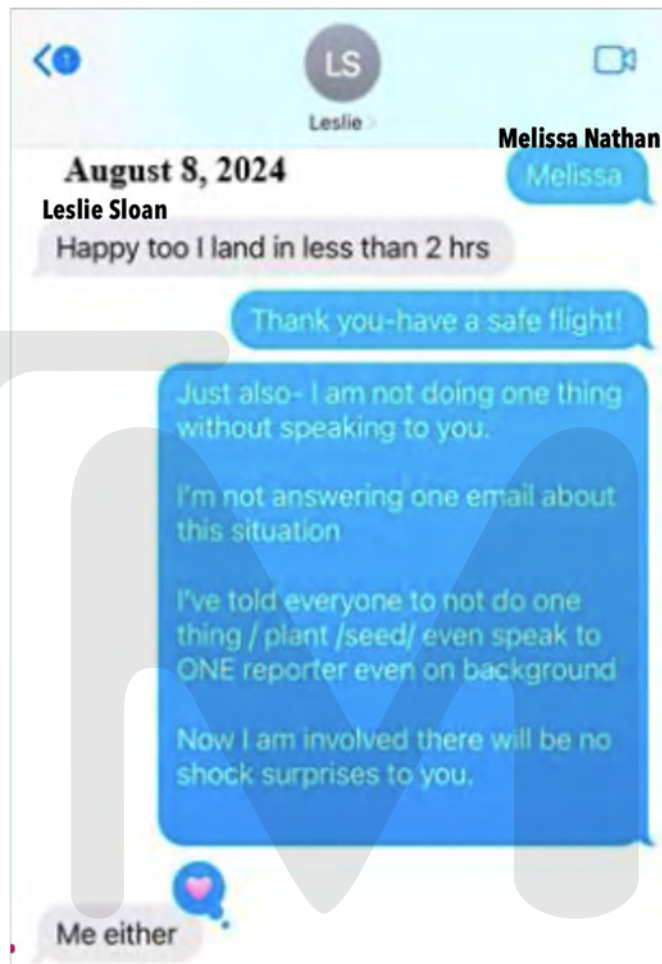 LS
Leslie
Melissa Nathan
August 8, 2024
Melissa
Leslie Sloan
Happy too I land in less than 2 hrs
Thank you-have a safe flight!
Just also- I am not doing one thing
without speaking to you.
I'm not answering one email about
this situation
I've told everyone to not do one
thing / plant /seed/ even speak to
ONE reporter even on background
Now I am involved there will be no
shock surprises to you.
Me either